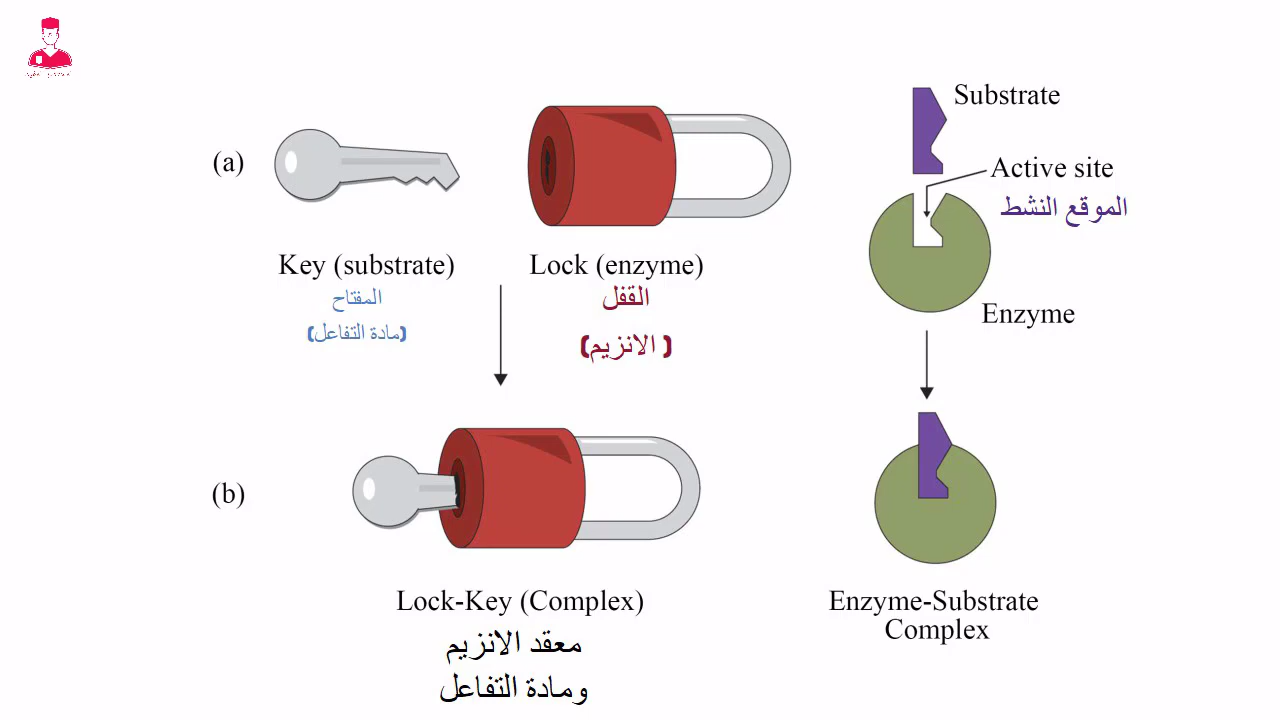 Substrate
(a)
Active site
الموقع النشط
Key (substrate)
Lock (enzyme)
المفتاح
(مادة التفاعل)
القفل
( الانزيم)
Enzyme
(b)
Lock-Key (Complex)
معقد الانزيم
ومادة التفاعل
Enzyme-Substrate
Complex